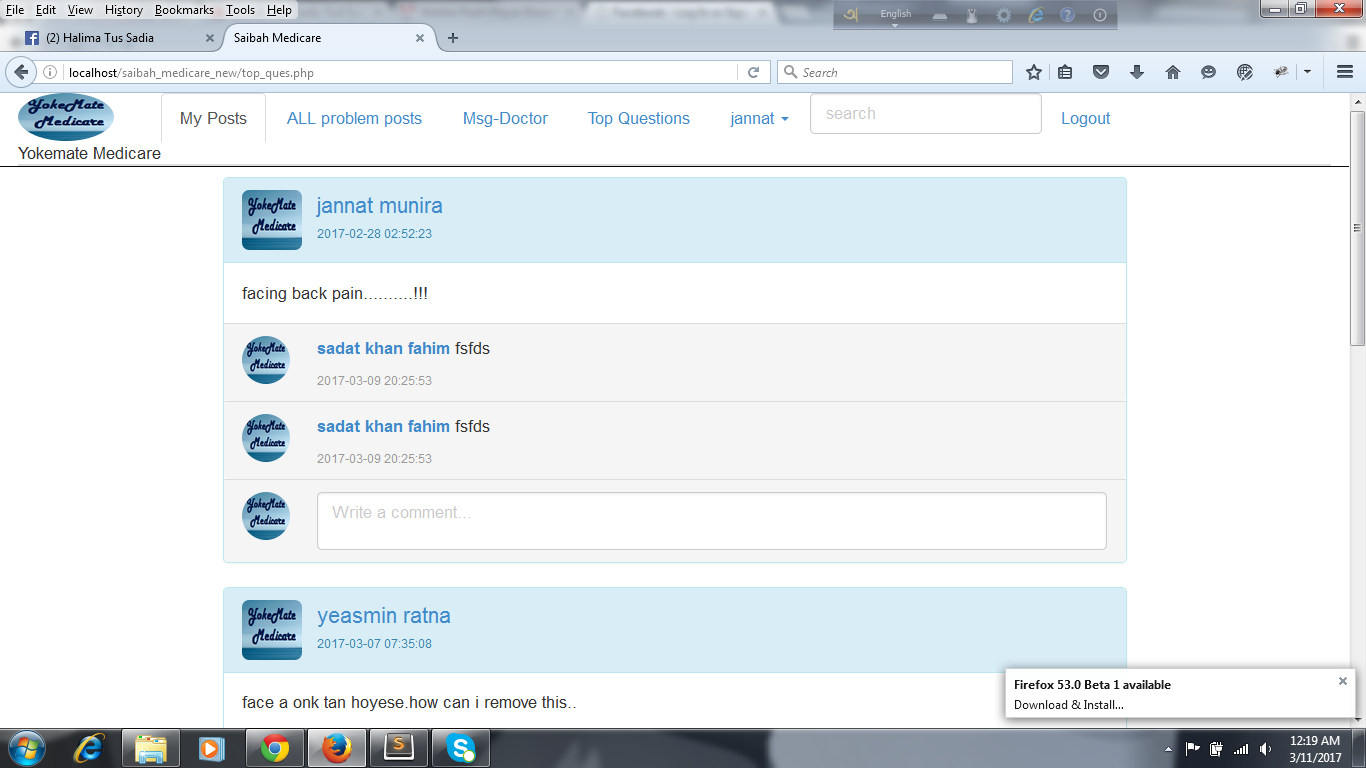 File Edit View History Bookmarks Tools Help
English
(2) Halima Tus Sadia
Saibah Medicare
localhost/saibah_medicare_new/top_ques.php
Search
YokeMate
Medicare
My Posts
ALL problem posts
Msg-Doctor
Top Questions
jannat
search
Logout
Yokemate Medicare
YokeMate
Medicare
jannat munira
2017-02-28 02:52:23
facing back pain..........!!!
YokeMate
Medicare
sadat khan fahim fsfds
2017-03-09 20:25:53
YokeMate
Medicare
sadat khan fahim fsfds
2017-03-09 20:25:53
YokeMate
Medicare
Write a comment...
YokeMate
Medicare
yeasmin ratna
2017-03-07 07:35:08
face a onk tan hoyese.how can i remove this..
Firefox 53.0 Beta 1 available
Download & Install...
12:19 AM
3/11/2017